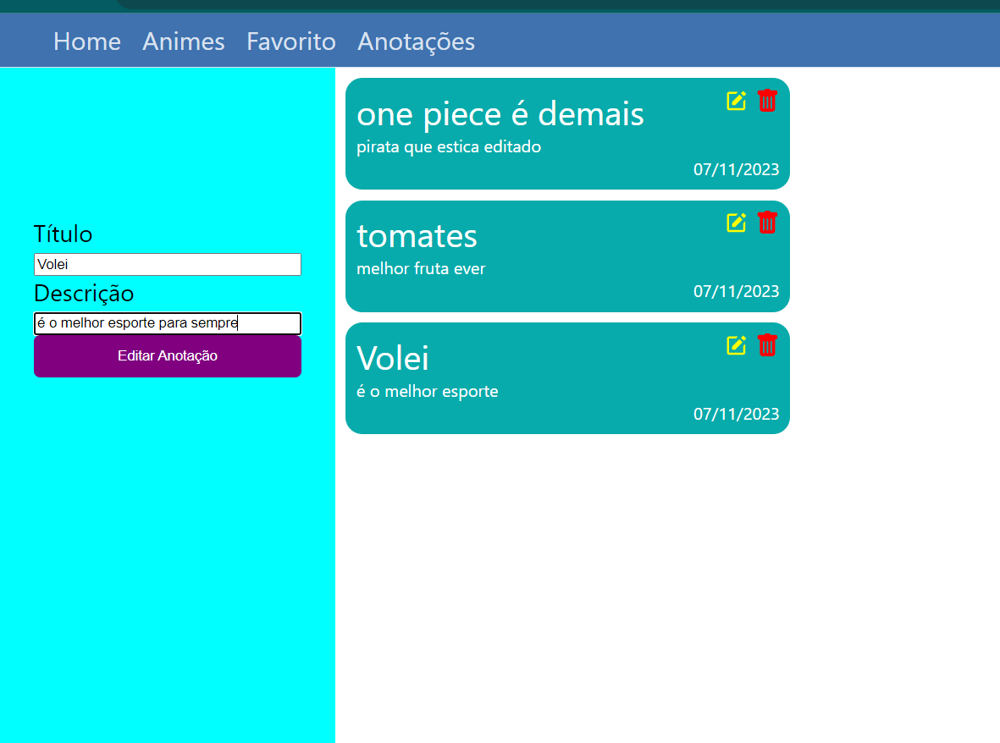 Home Animes Favorito Anotações
Título
Volei
Descrição
é o melhor esporte para sempre
Editar Anotação
one piece é demais
pirata que estica editado
07/11/2023
tomates
melhor fruta ever
07/11/2023
Volei
é o melhor esporte
07/11/2023